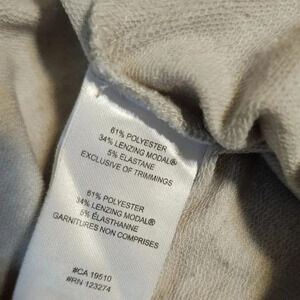 61% POLYESTER
34% LENZING MODAL®
5% ELASTANE
EXCLUSIVE OF TRIMMINGS
61% POLYESTER
34% LENZING MODAL®
5% ÉLASTHANNE
GARNITURES NON COMPRISES
#CA 19510
#RN 123274